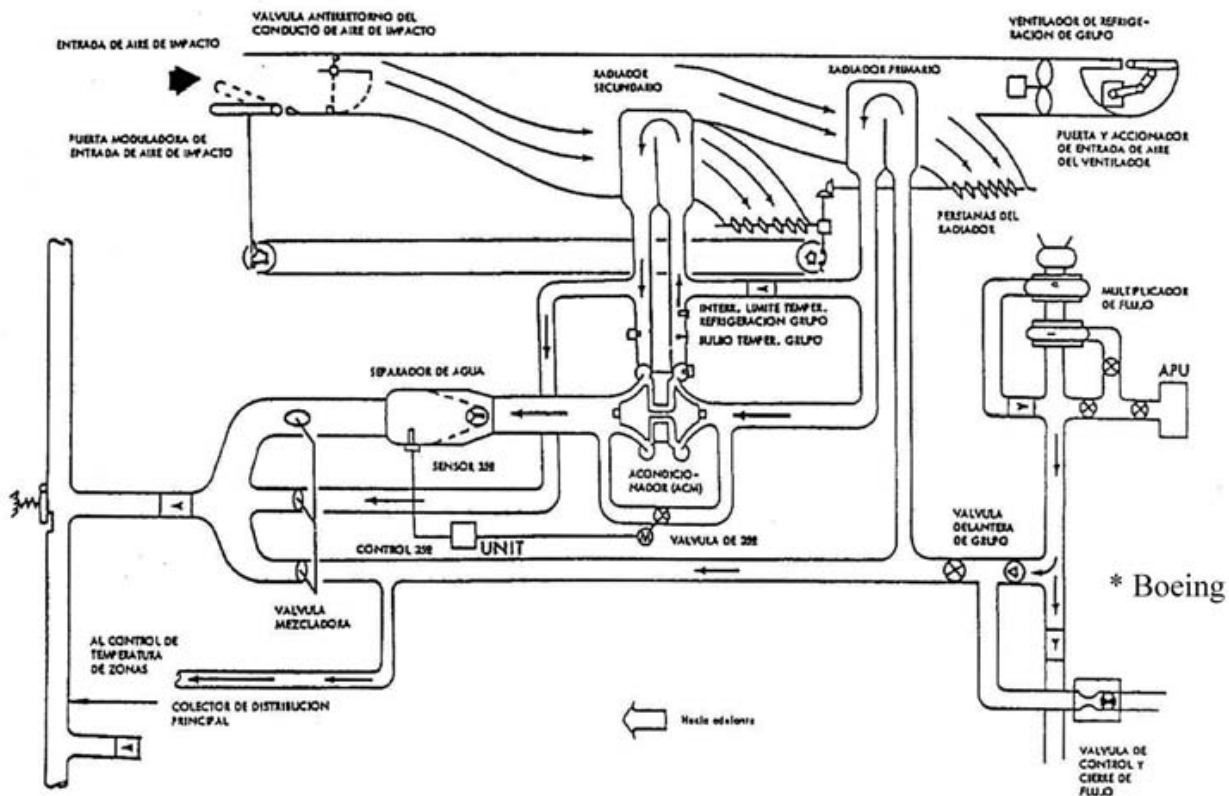 VALVULA ANTIRRETORNO DEL
CONDUCTO DE AIRE DE IMPACTO
VENTILADOR DE REFRIGE-
RACION DE GRUPO
ENTRADA DE AIRE DE IMPACTO
RADIADOR
SECUNDARIO
RADIADOR PRIMARIO
PUERTA MODULADORA DE
ENTRADA DE AIRE DE IMPACTO
PUERTA Y ACCIONADOR
DE ENTRADA DE AIRE
DEL VENTILADOR
PERSIANAS DEL
RADIADOR
MULTIPLICADOR
DE FLUJO
INTERR. LIMITE TEMPER.
REFRIGERACION GRUPO
BULBO TEMPER. GRUPO
SEPARADOR DE AGUA
APU
SENSOR 35º
ACONDICIO-
NADOR (ACM)
CONTROL 35º
UNIT
VALVULA DE 35º
VALVULA
DELANTERA
DE GRUPO
* Boeing
VALVULA
MEZCLADORA
AL CONTROL DE
TEMPERATURA
DE ZONAS
COLECTOR DE DISTRIBUCION
PRINCIPAL
Hacia adelante
VALVULA DE
CONTROL Y
CIERRE DE
FLUJO